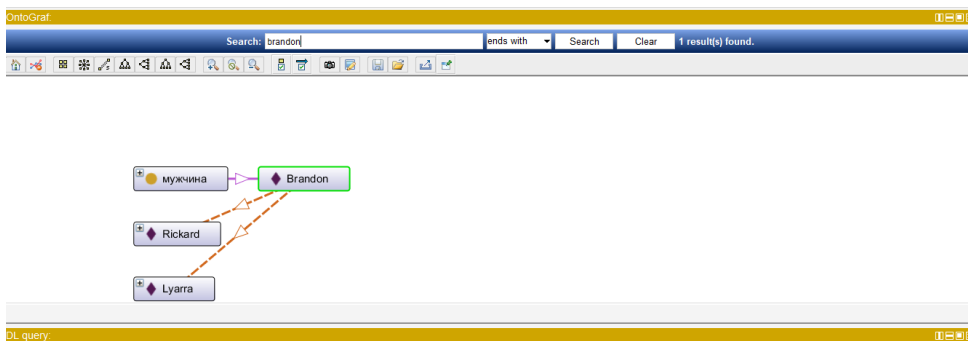 OntoGraf:
Search: brandon ends with Search Clear 1 result(s) found.
мужчина Brandon
Rickard
Lyarra
DL query: